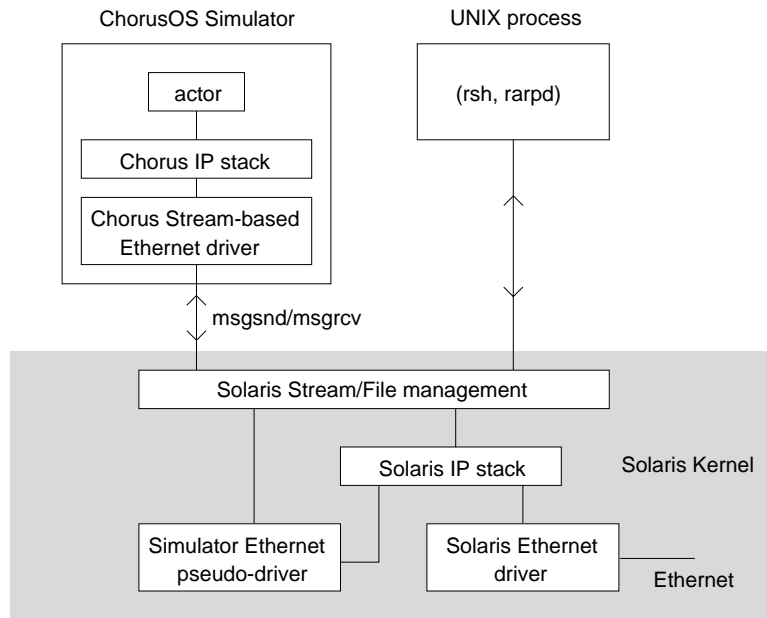 ChorusOS Simulator
UNIX process
actor
(rsh, rarpd)
Chorus IP stack
Chorus Stream-based
Ethernet driver
msgsnd/msgrcv
Solaris Stream/File management
Solaris IP stack
Solaris Kernel
Simulator Ethernet
pseudo-driver
Solaris Ethernet
driver
Ethernet